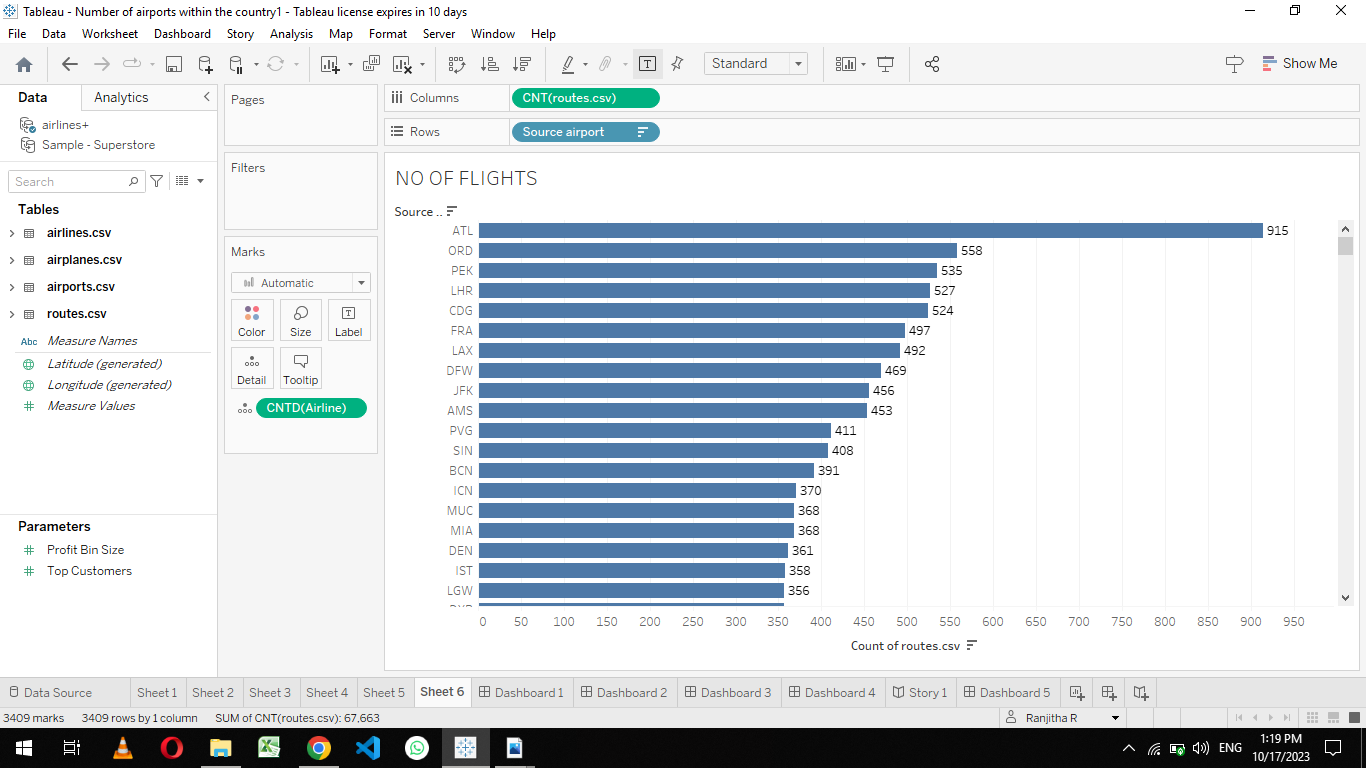 Tableau - Number of airports within the country1 - Tableau license expires in 10 days
File Data Worksheet Dashboard Story Analysis Map Format Server Window Help
Standard
Show Me
Data
Analytics
airlines+
Sample - Superstore
Search
Tables
airlines.csv
airplanes.csv
airports.csv
routes.csv
Abc Measure Names
Latitude (generated)
Longitude (generated)
Measure Values
Parameters
Profit Bin Size
Top Customers
Pages
Filters
Marks
Automatic
Color Size Label
Detail Tooltip
CNTD(Airline)
Columns CNT(routes.csv)
Rows Source airport
NO OF FLIGHTS
Source ..
ATL 915
ORD 558
PEK 535
LHR 527
CDG 524
FRA 497
LAX 492
DFW 469
JFK 456
AMS 453
PVG 411
SIN 408
BCN 391
ICN 370
MUC 368
MIA 368
DEN 361
IST 358
LGW 356
0 50 100 150 200 250 300 350 400 450 500 550 600 650 700 750 800 850 900 950
Count of routes.csv
Data Source Sheet 1 Sheet 2 Sheet 3 Sheet 4 Sheet 5 Sheet 6 Dashboard 1 Dashboard 2 Dashboard 3 Dashboard 4 Story 1 Dashboard 5
3409 marks 3409 rows by 1 column SUM of CNT(routes.csv): 67,663 Ranjitha R
ENG
1:19 PM
10/17/2023